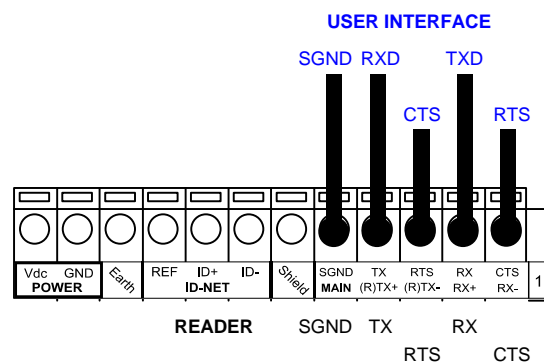 USER INTERFACE
SGND RXD TXD
CTS RTS
Vdc GND Earth REF ID+ ID- Shield SGND TX RTS RX CTS 1
POWER ID-NET MAIN (R)TX+ (R)TX- RX+ RX-
READER SGND TX RX
RTS CTS